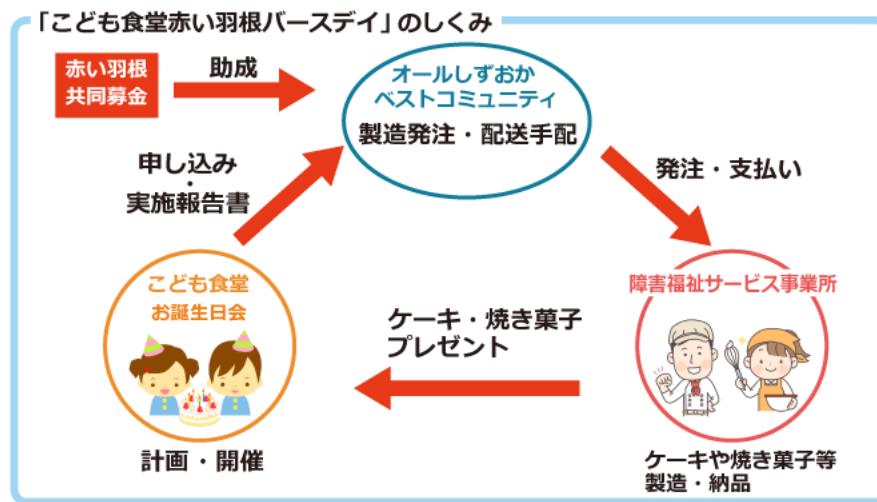 「こども食堂赤い羽根バースデイ」のしくみ
赤い羽根
共同募金
助成
オールしずおか
ベストコミュニティ
製造発注・配送手配
申し込み
・
実施報告書
発注・支払い
こども食堂
お誕生日会
計画・開催
ケーキ・焼き菓子
プレゼント
障害福祉サービス事業所
ケーキや焼き菓子等
製造・納品